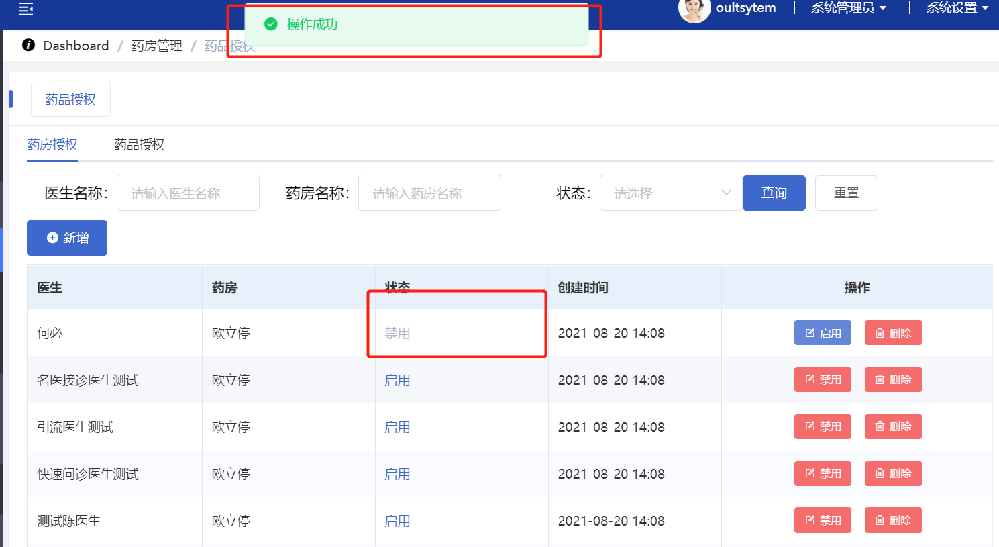 oultsytem 系统管理员 系统设置
操作成功
Dashboard / 药房管理 / 药品授权
药品授权
药房授权 药品授权
医生名称： 请输入医生名称 药房名称： 请输入药房名称 状态： 请选择 查询 重置
新增
医生 药房 状态 创建时间 操作
何必 欧立停 禁用 2021-08-20 14:08 启用 删除
名医接诊医生测试 欧立停 启用 2021-08-20 14:08 禁用 删除
引流医生测试 欧立停 启用 2021-08-20 14:08 禁用 删除
快速问诊医生测试 欧立停 启用 2021-08-20 14:08 禁用 删除
测试陈医生 欧立停 启用 2021-08-20 14:08 禁用 删除